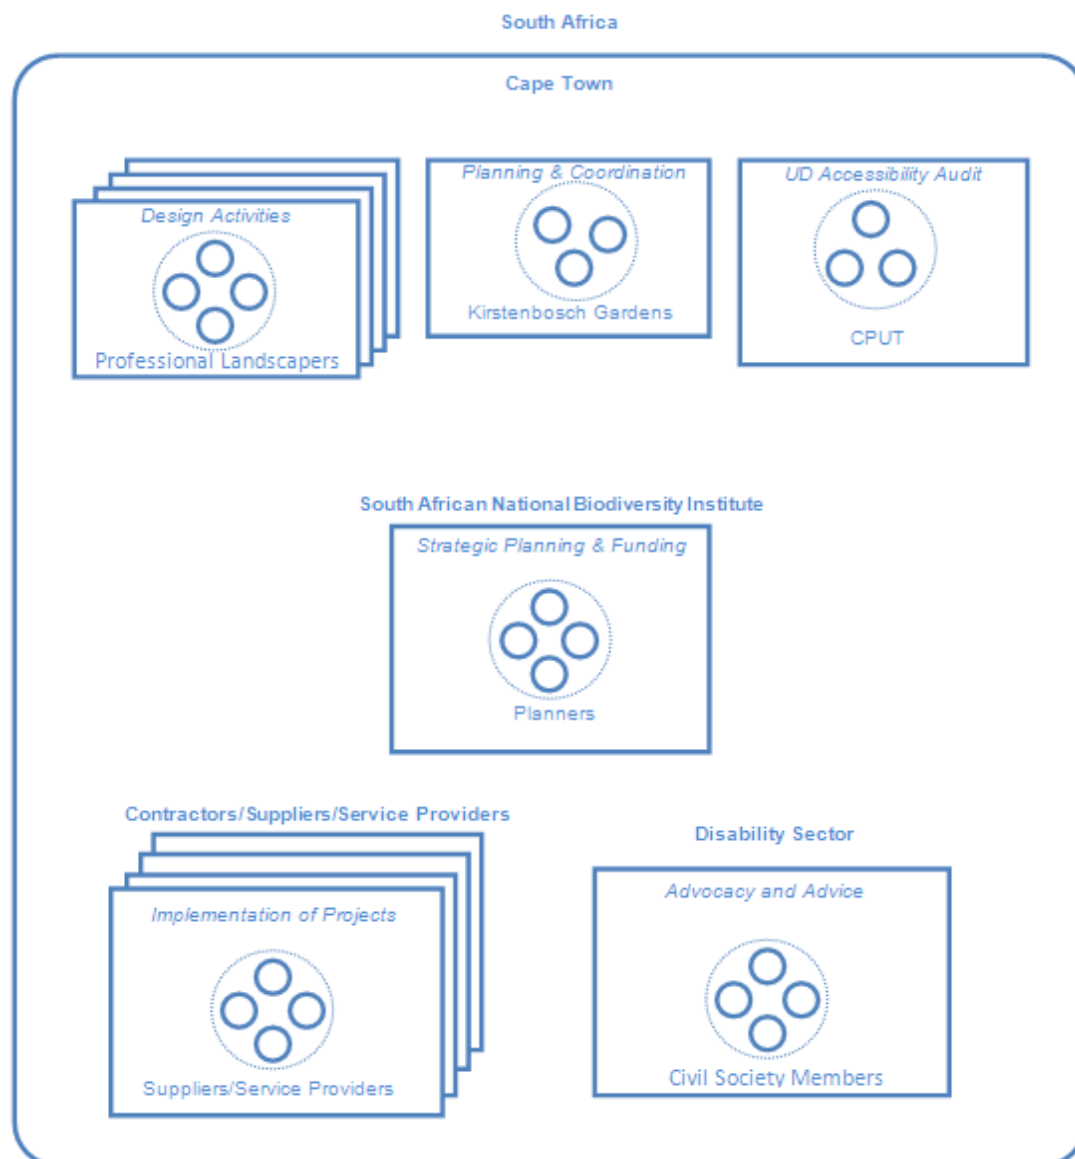 South Africa
Cape Town
Design Activities
Professional Landscapers
Planning & Coordination
Kirstenbosch Gardens
UD Accessibility Audit
CPUT
South African National Biodiversity Institute
Strategic Planning & Funding
Planners
Contractors/Suppliers/Service Providers
Implementation of Projects
Suppliers/Service Providers
Disability Sector
Advocacy and Advice
Civil Society Members